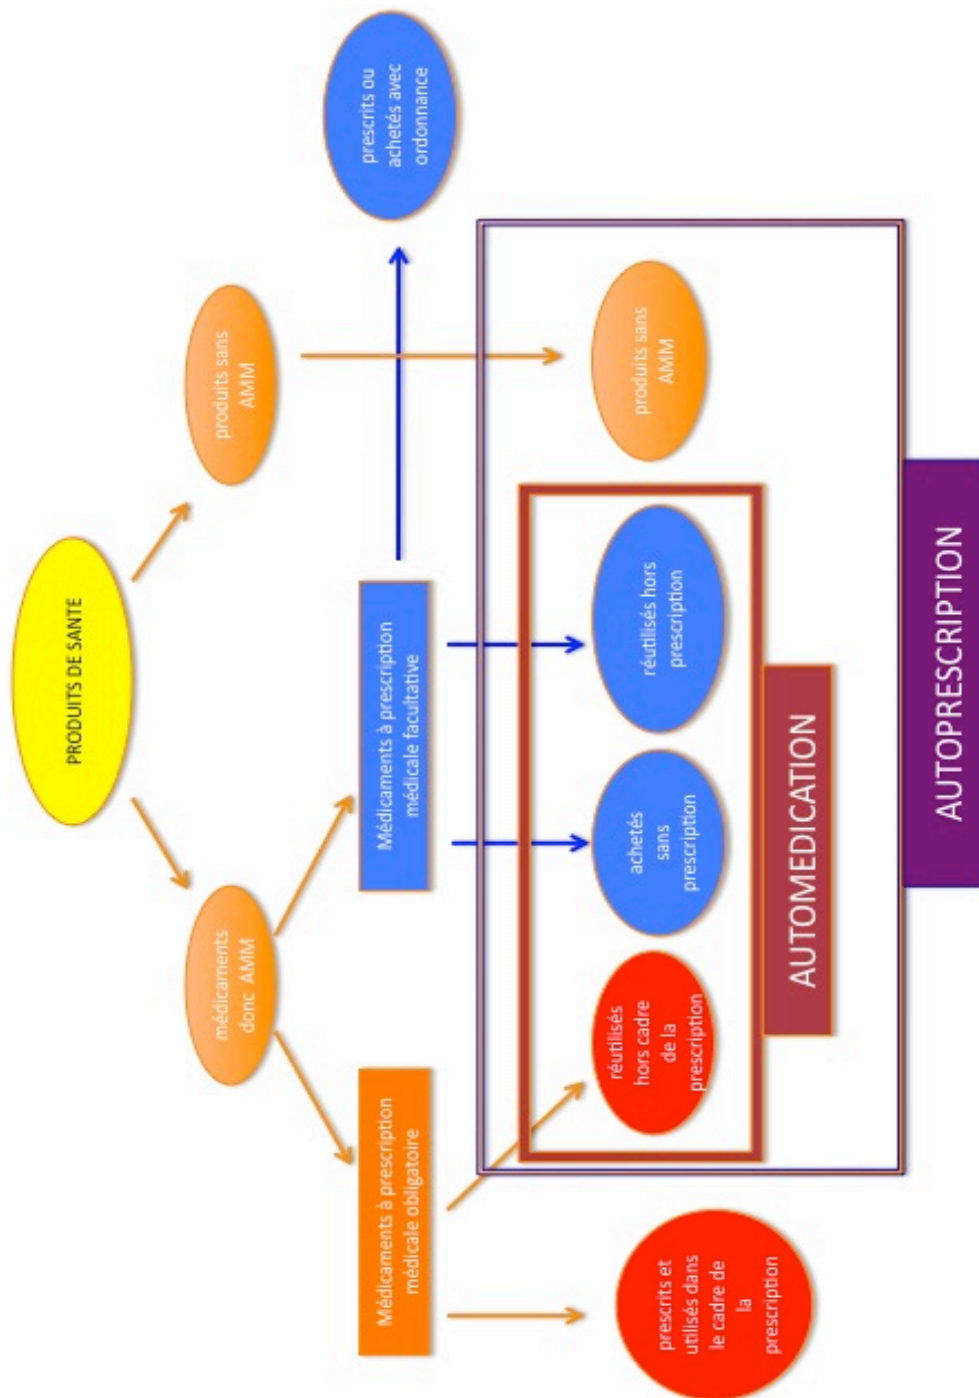 PRODUITS DE SANTE
médicaments
donc AMM
produits sans
AMM
Médicaments à prescription
médicale obligatoire
Médicaments à prescription
médicale facultative
prescrits ou
achetés avec
ordonnance
prescrits et
utilisés dans
le cadre de
la
prescription
réutilisés
hors cadre
de la
prescription
achetés
sans
prescription
réutilisés hors
prescription
produits sans
AMM
AUTOMEDICATION
AUTOPRESCRIPTION